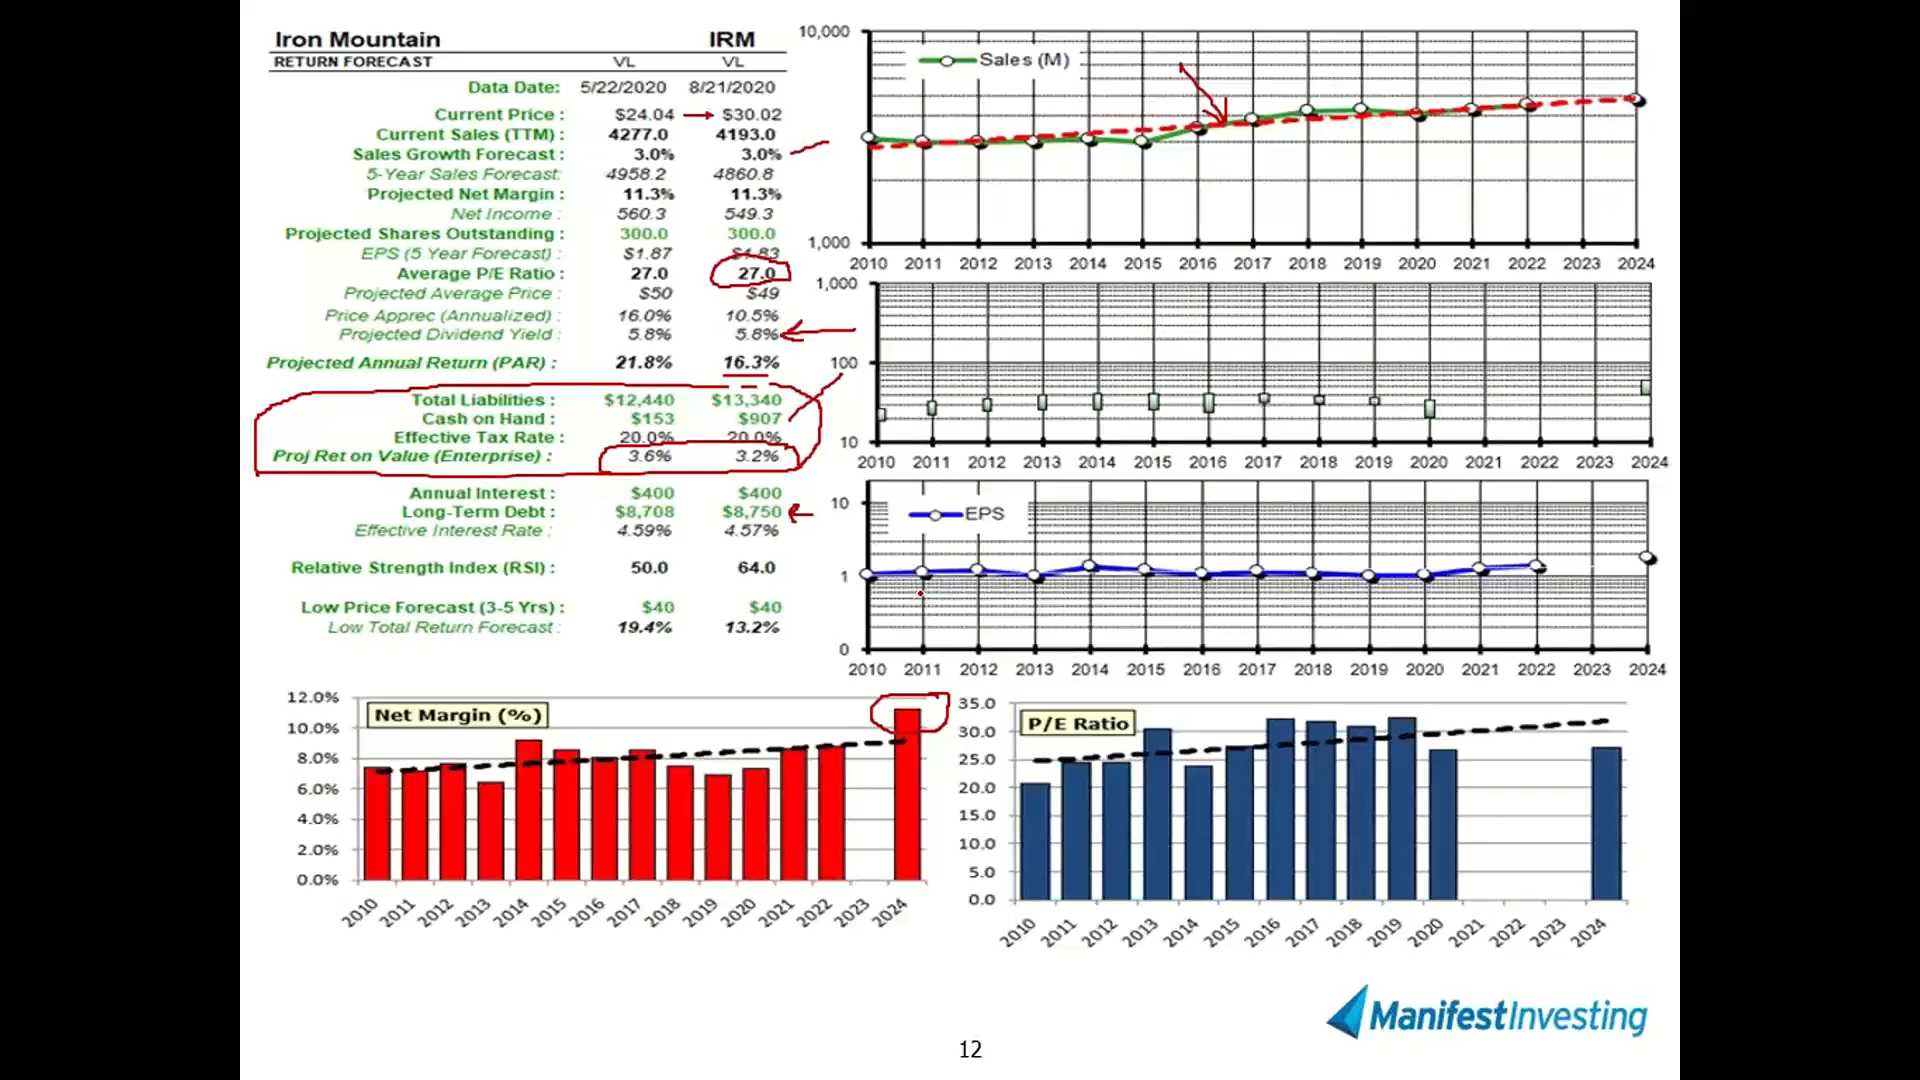 Iron Mountain IRM
RETURN FORECAST VL VL
Data Date: 5/22/2020 8/21/2020
Current Price : $24.04 $30.02
Current Sales (TTM) : 4277.0 4193.0
Sales Growth Forecast : 3.0% 3.0%
5-Year Sales Forecast: 4958.2 4860.8
Projected Net Margin : 11.3% 11.3%
Net Income : 560.3 549.3
Projected Shares Outstanding : 300.0 300.0
EPS (5 Year Forecast) : $1.87 $1.83
Average P/E Ratio : 27.0 27.0
Projected Average Price : $50 $49
Price Apprec (Annualized) : 16.0% 10.5%
Projected Dividend Yield : 5.8% 5.8%
Projected Annual Return (PAR) : 21.8% 16.3%
Total Liabilities : $12,440 $13,340
Cash on Hand : $153 $907
Effective Tax Rate : 20.0% 20.0%
Proj Ret on Value (Enterprise) : 3.6% 3.2%
Annual Interest : $400 $400
Long-Term Debt : $8,708 $8,750
Effective Interest Rate : 4.59% 4.57%
Relative Strength Index (RSI) : 50.0 64.0
Low Price Forecast (3-5 Yrs) : $40 $40
Low Total Return Forecast : 19.4% 13.2%
10,000
Sales (M)
1,000
2010 2011 2012 2013 2014 2015 2016 2017 2018 2019 2020 2021 2022 2023 2024
1,000
100
10
2010 2011 2012 2013 2014 2015 2016 2017 2018 2019 2020 2021 2022 2023 2024
10
EPS
1
0
2010 2011 2012 2013 2014 2015 2016 2017 2018 2019 2020 2021 2022 2023 2024
Net Margin (%)
12.0%
10.0%
8.0%
6.0%
4.0%
2.0%
0.0%
2010 2011 2012 2013 2014 2015 2016 2017 2018 2019 2020 2021 2022 2023 2024
P/E Ratio
35.0
30.0
25.0
20.0
15.0
10.0
5.0
0.0
2010 2011 2012 2013 2014 2015 2016 2017 2018 2019 2020 2021 2022 2023 2024
ManifestInvesting
12